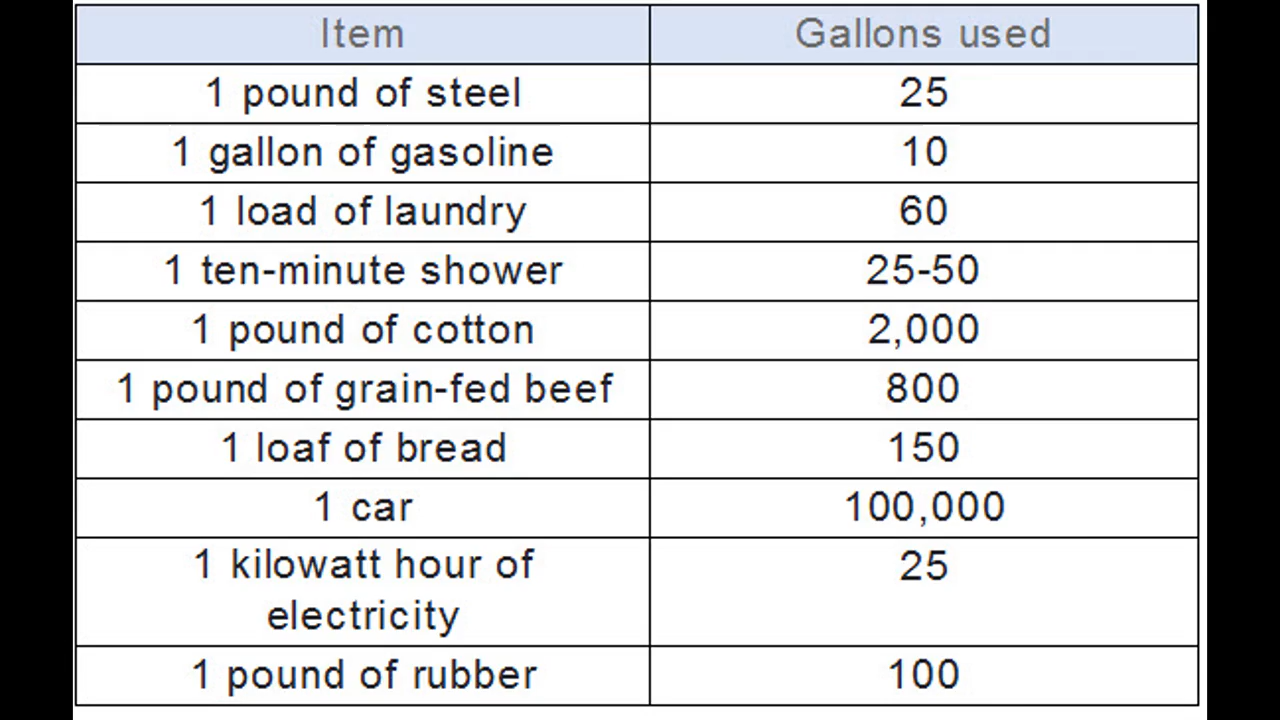 Item Gallons used
1 pound of steel 25
1 gallon of gasoline 10
1 load of laundry 60
1 ten-minute shower 25-50
1 pound of cotton 2,000
1 pound of grain-fed beef 800
1 loaf of bread 150
1 car 100,000
1 kilowatt hour of 25
electricity
1 pound of rubber 100